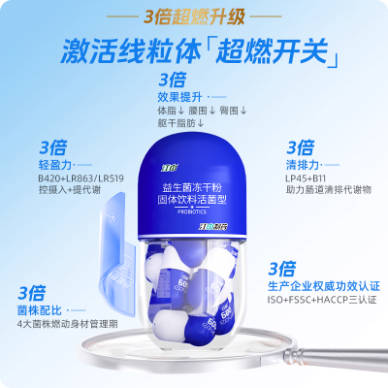 3倍超燃升级
激活线粒体「超燃开关」
3倍
效果提升
体脂↓ 腰围↓ 臀围↓
躯干脂肪↓
3倍
轻盈力
B420+LR863/LR519
控摄入+提代谢
3倍
清排力
LP45+B11
助力肠道清排代谢物
益生菌冻干粉
固体饮料活菌型
PROBIOTICS
3倍
菌株配比
4大菌株燃动身材管理期
3倍
生产企业权威功效认证
ISO+FSSC+HACCP三认证